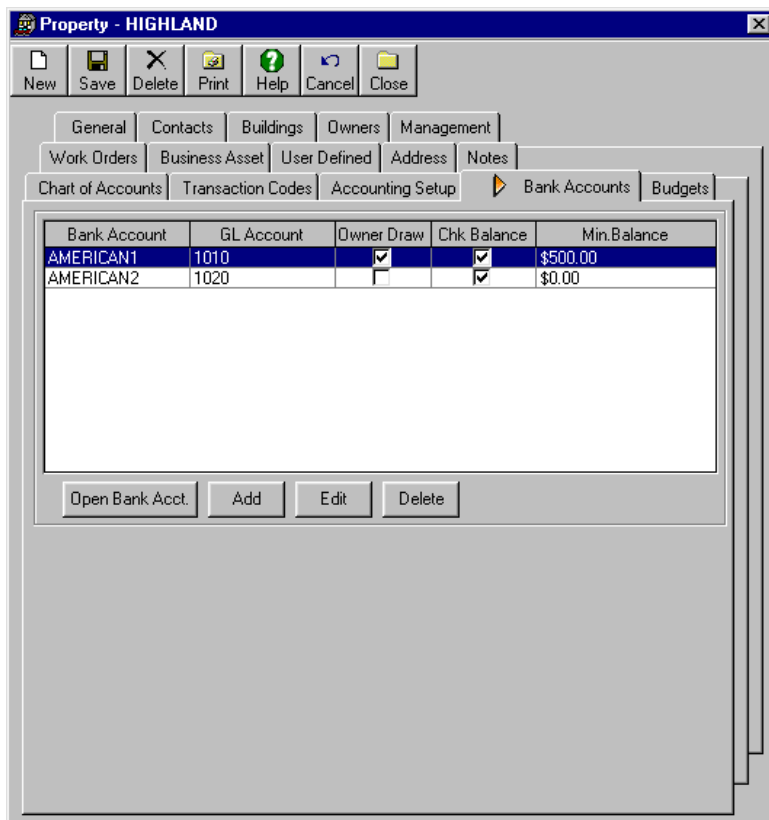 Property - HIGHLAND
New Save Delete Print Help Cancel Close
General Contacts Buildings Owners Management
Work Orders Business Asset User Defined Address Notes
Chart of Accounts Transaction Codes Accounting Setup Bank Accounts Budgets
Bank Account GL Account Owner Draw Chk Balance Min.Balance
AMERICAN1 1010 $500.00
AMERICAN2 1020 $0.00
Open Bank Acct. Add Edit Delete